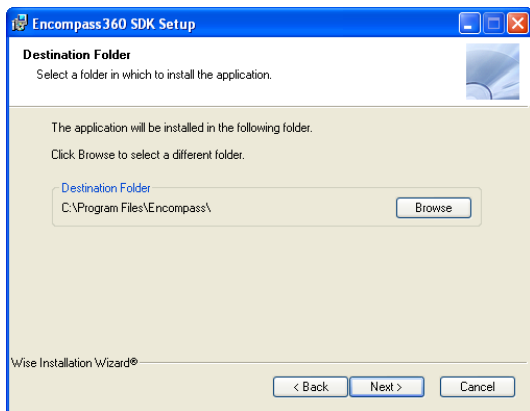 Encompass360 SDK Setup
Destination Folder
Select a folder in which to install the application.
The application will be installed in the following folder.
Click Browse to select a different folder.
Destination Folder
C:\Program Files\Encompass\
Browse
Wise Installation Wizard®
< Back
Next >
Cancel